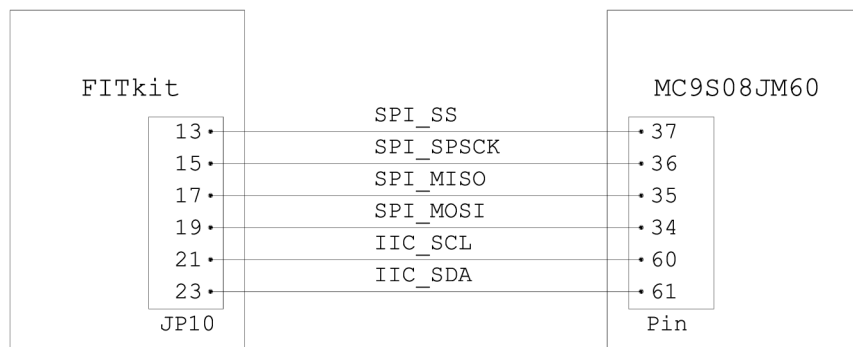 FITkit MC9S08JM60
SPI_SS
13 37
SPI_SPSCK
15 36
SPI_MISO
17 35
SPI_MOSI
19 34
IIC_SCL
21 60
IIC_SDA
23 61
JP10 Pin